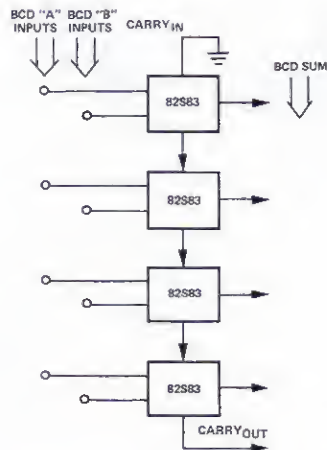 BCD "A"
INPUTS
BCD "B"
INPUTS
CARRYIN
BCD SUM
82S83
82S83
82S83
82S83
CARRYOUT